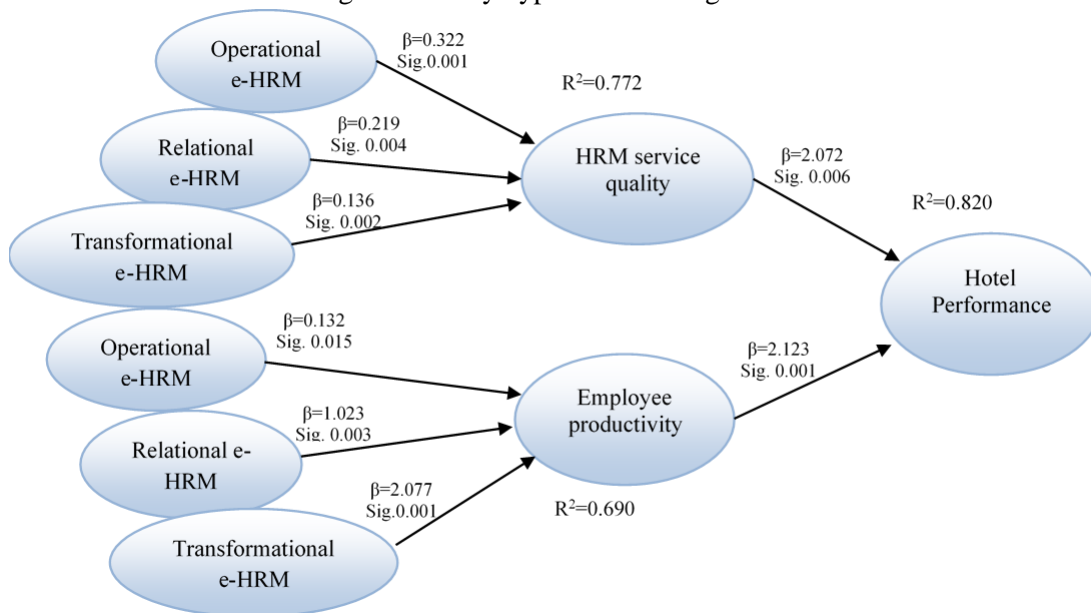 Operational
e-HRM
β=0.322
Sig.0.001
R²=0.772
Relational
e-HRM
β=0.219
Sig. 0.004
HRM service
quality
β=2.072
Sig. 0.006
Transformational
e-HRM
β=0.136
Sig. 0.002
R²=0.820
Hotel
Performance
Operational
e-HRM
β=0.132
Sig. 0.015
β=2.123
Sig. 0.001
Employee
productivity
Relational e-
HRM
β=1.023
Sig. 0.003
β=2.077
Sig.0.001
R²=0.690
Transformational
e-HRM